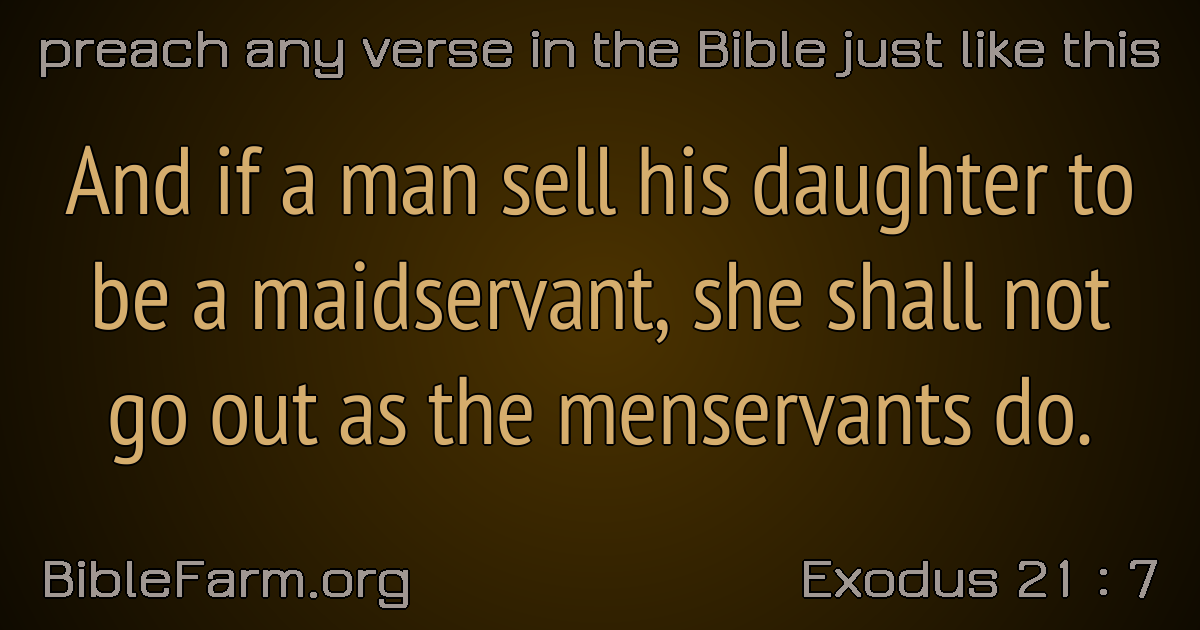 preach any verse in the Bible just like this
And if a man sell his daughter to
be a maidservant, she shall not
go out as the menservants do.
BibleFarm.org
Exodus 21 : 7